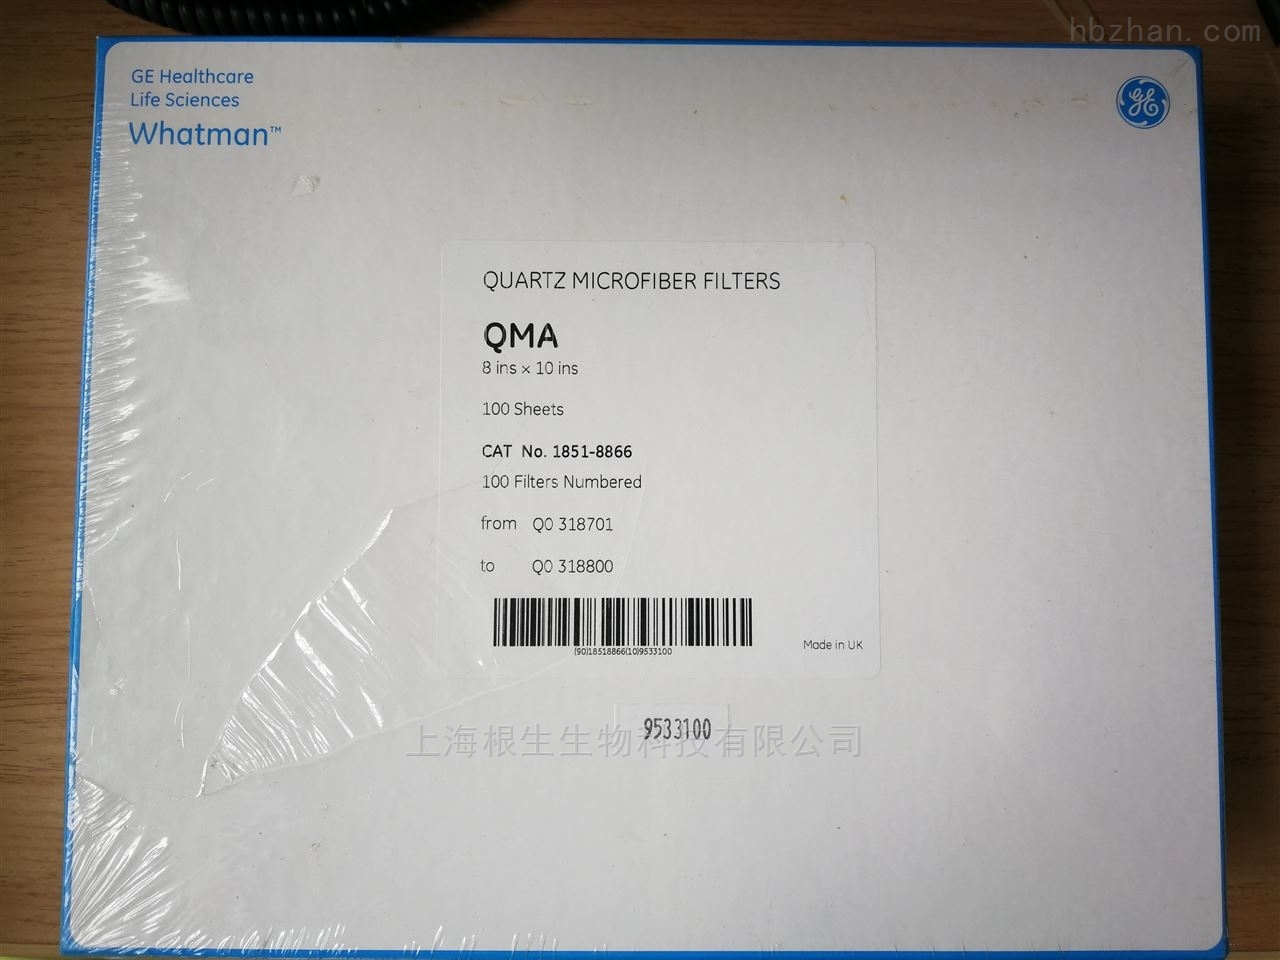 hbzhan.com
GE Healthcare
Life Sciences
Whatman™
GE
QUARTZ MICROFIBER FILTERS
QMA
8 ins × 10 ins
100 Sheets
CAT No. 1851-8866
100 Filters Numbered
from Q0 318701
to Q0 318800
(90)18518866(10)9533100
Made in UK
9533100
上海根生生物科技有限公司